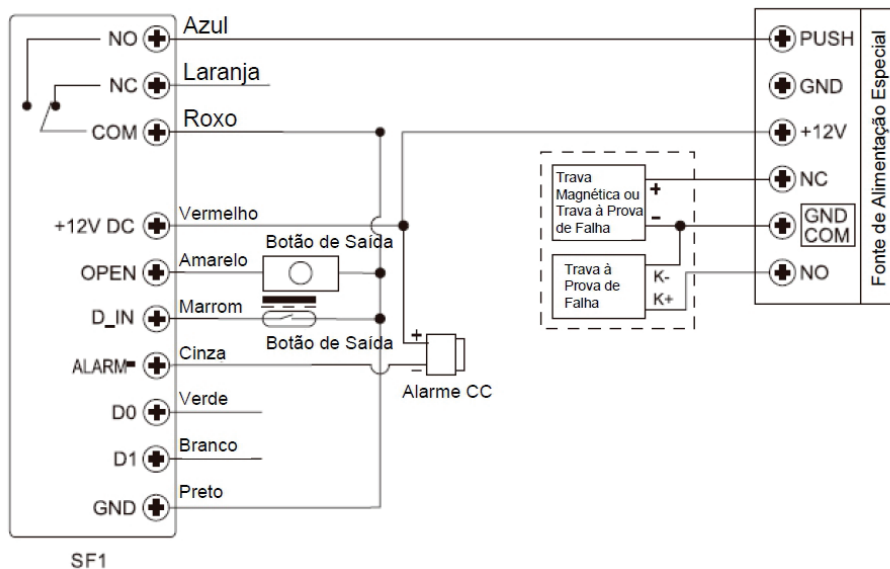 NO
Azul
NC
Laranja
COM
Roxo
+12V DC
Vermelho
OPEN
Amarelo
Botão de Saída
D_IN
Marrom
Botão de Saída
ALARM-
Cinza
+
-
Alarme CC
D0
Verde
D1
Branco
GND
Preto
SF1
Trava
Magnética ou
Trava à Prova
de Falha
+
-
Trava à
Prova de
Falha
K-
K+
PUSH
GND
+12V
NC
GND
COM
NO
Fonte de Alimentação Especial